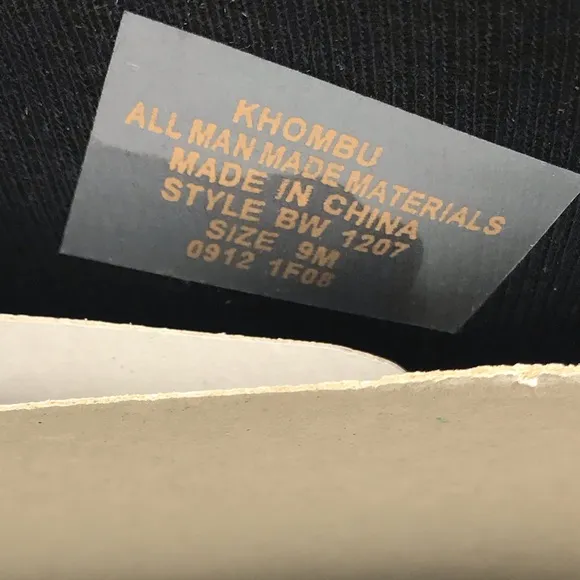 KHOMBU
ALL MAN MADE MATERIALS
MADE IN CHINA
STYLE BW 1207
SIZE 9M
0912 1F08